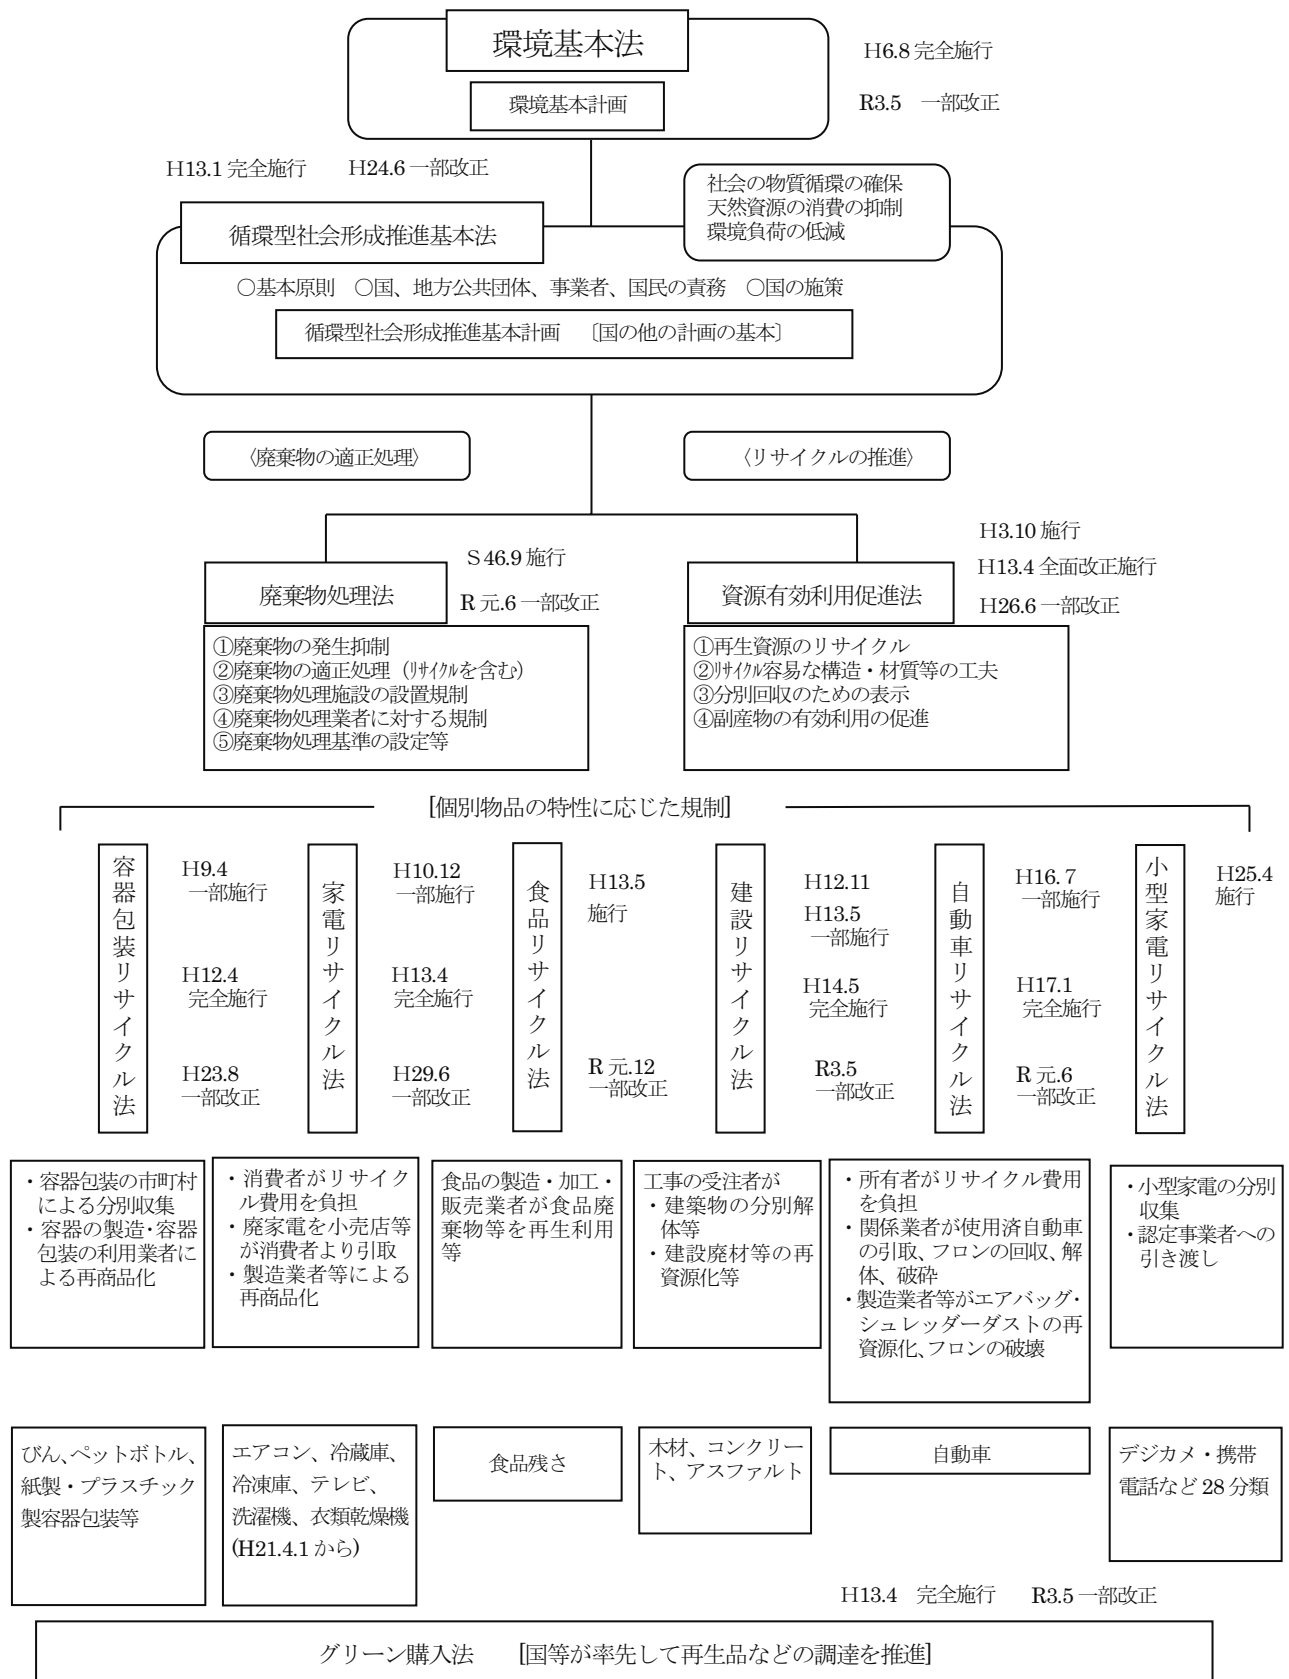 環境基本法
H6.8 完全施行
環境基本計画
R3.5 一部改正
H13.1 完全施行 H24.6 一部改正
社会の物質循環の確保
天然資源の消費の抑制
環境負荷の低減
循環型社会形成推進基本法
○基本原則 ○国、地方公共団体、事業者、国民の責務 ○国の施策
循環型社会形成推進基本計画 〔国の他の計画の基本〕
〈廃棄物の適正処理〉
〈リサイクルの推進〉
S46.9 施行
廃棄物処理法
R 元.6 一部改正
①廃棄物の発生抑制
②廃棄物の適正処理(ﾘｻｲｸﾙを含む)
③廃棄物処理施設の設置規制
④廃棄物処理業者に対する規制
⑤廃棄物処理基準の設定等
H3.10 施行
H13.4 全面改正施行
資源有効利用促進法
H26.6 一部改正
①再生資源のリサイクル
②ﾘｻｲｸﾙ容易な構造・材質等の工夫
③分別回収のための表示
④副産物の有効利用の促進
[個別物品の特性に応じた規制]
容器包装リサイクル法
H9.4
一部施行
H12.4
完全施行
H23.8
一部改正
家電リサイクル法
H10.12
一部施行
H13.4
完全施行
H29.6
一部改正
食品リサイクル法
H13.5
施行
R 元.12
一部改正
建設リサイクル法
H12.11
H13.5
一部施行
H14.5
完全施行
R3.5
一部改正
自動車リサイクル法
H16.7
一部施行
H17.1
完全施行
R 元.6
一部改正
小型家電リサイクル法
H25.4
施行
・容器包装の市町村
による分別収集
・容器の製造・容器
包装の利用業者に
よる再商品化
・消費者がリサイク
ル費用を負担
・廃家電を小売店等
が消費者より引取
・製造業者等による
再商品化
食品の製造・加工・
販売業者が食品廃
棄物等を再生利用
等
工事の受注者が
・建築物の分別解
体等
・建設廃材等の再
資源化等
・所有者がリサイクル費用
を負担
・関係業者が使用済自動車
の引取、フロンの回収、解
体、破砕
・製造業者等がエアバッグ・
シュレッダーダストの再
資源化、フロンの破壊
・小型家電の分別
収集
・認定事業者への
引き渡し
びん、ペットボトル、
紙製・プラスチック
製容器包装等
エアコン、冷蔵庫、
冷凍庫、テレビ、
洗濯機、衣類乾燥機
(H21.4.1 から)
食品残さ
木材、コンクリー
ト、アスファルト
自動車
デジカメ・携帯
電話など 28 分類
H13.4 完全施行 R3.5 一部改正
グリーン購入法 [国等が率先して再生品などの調達を推進]